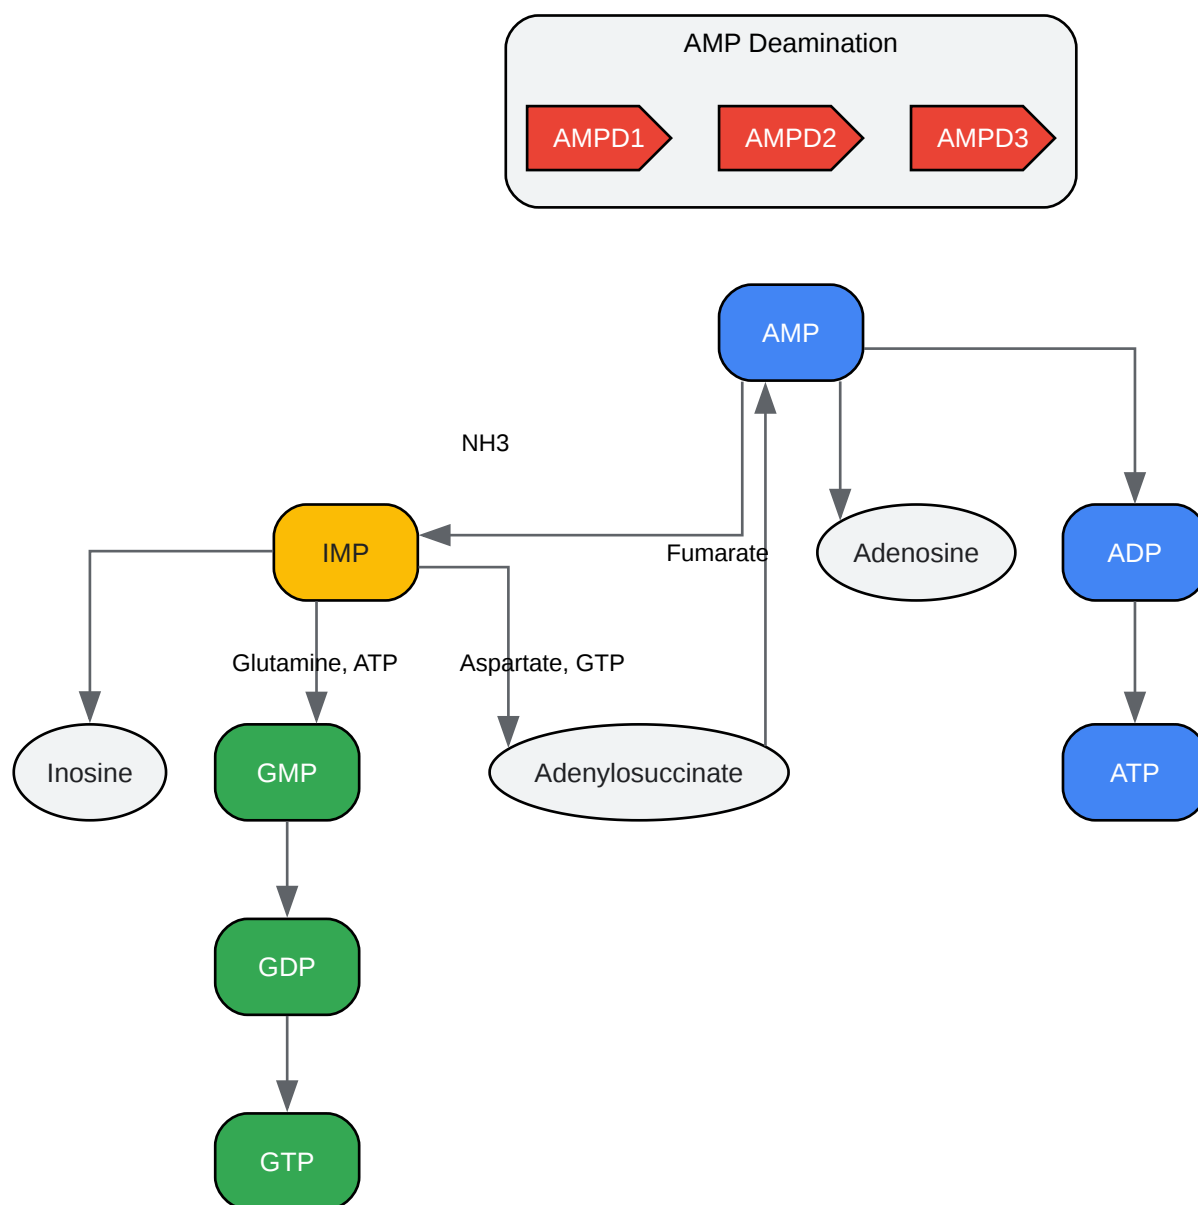 AMP Deamination
AMPD1
AMPD2
AMPD3
AMP
NH3
IMP
Fumarate
Adenosine
ADP
Glutamine, ATP
Aspartate, GTP
Inosine
GMP
Adenylosuccinate
ATP
GDP
GTP